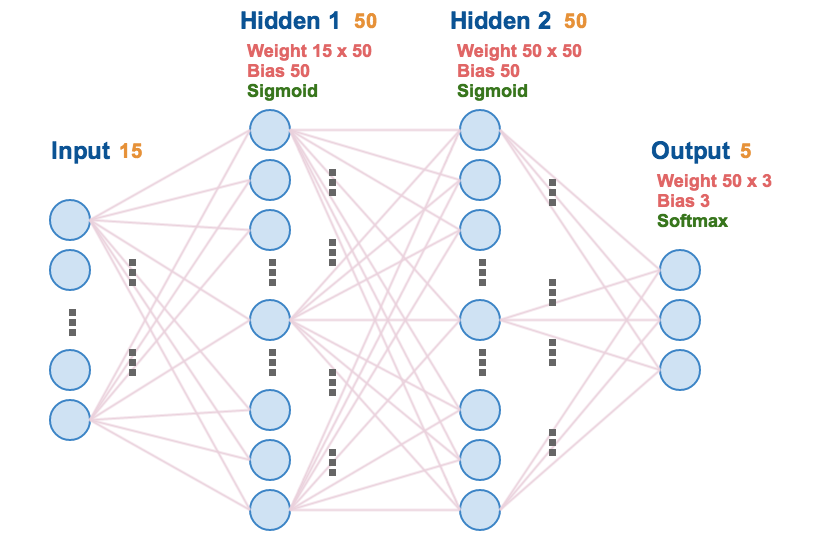 Hidden 1 50
Weight 15 x 50
Bias 50
Sigmoid
Hidden 2 50
Weight 50 x 50
Bias 50
Sigmoid
Input 15
Output 5
Weight 50 x 3
Bias 3
Softmax